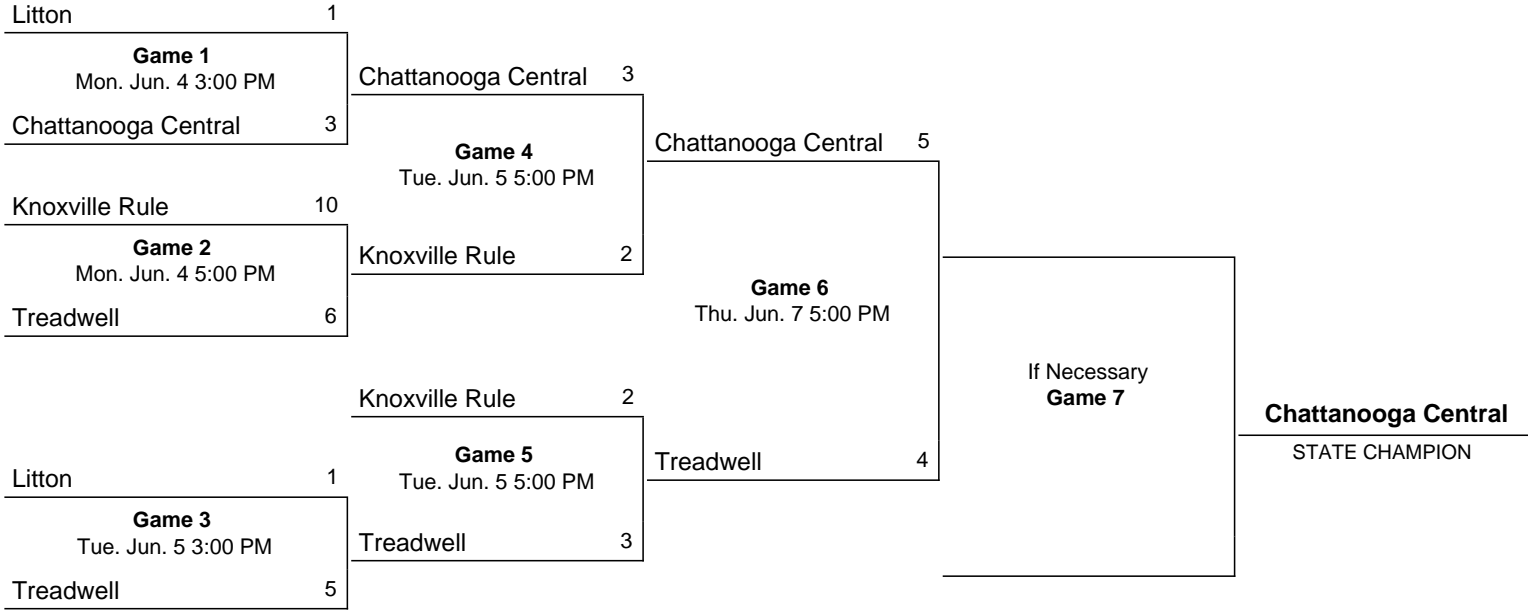 Litton 1
Game 1
Mon. Jun. 4 3:00 PM
Chattanooga Central 3
Knoxville Rule 10
Game 2
Mon. Jun. 4 5:00 PM
Treadwell 6
Litton 1
Game 3
Tue. Jun. 5 3:00 PM
Treadwell 5
Chattanooga Central 3
Game 4
Tue. Jun. 5 5:00 PM
Knoxville Rule 2
Knoxville Rule 2
Game 5
Tue. Jun. 5 5:00 PM
Treadwell 3
Chattanooga Central 5
Game 6
Thu. Jun. 7 5:00 PM
Treadwell 4
If Necessary
Game 7
Chattanooga Central
STATE CHAMPION